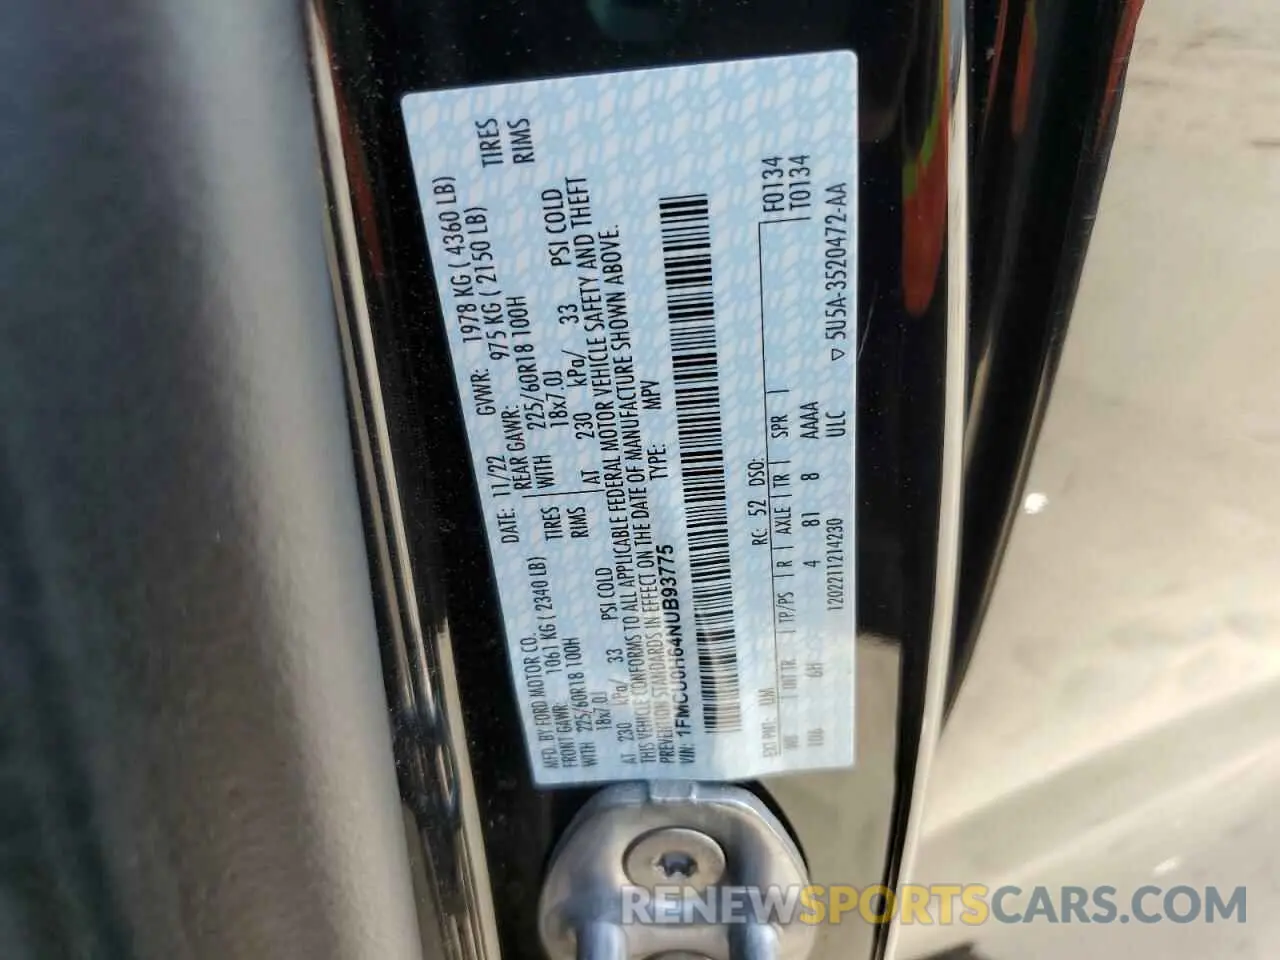 MFD. BY FORD MOTOR CO.
DATE: 11/22 GVWR: 1978 KG ( 4360 LB)
FRONT GAWR: 1061 KG ( 2340 LB)
REAR GAWR: 975 KG ( 2150 LB)
WITH 225/60R18 100H TIRES
WITH 225/60R18 100H TIRES
18x7.0J RIMS
18x7.0J RIMS
AT 230 kPa/ 33 PSI COLD
AT 230 kPa/ 33 PSI COLD
THIS VEHICLE CONFORMS TO ALL APPLICABLE FEDERAL MOTOR VEHICLE SAFETY AND THEFT
PREVENTION STANDARDS IN EFFECT ON THE DATE OF MANUFACTURE SHOWN ABOVE.
VIN: 1FMCU0H64NUB93775
TYPE: MPV
F0134
T0134
EXT PNT: UM RC: 52 DSO:
WB INT TR TP/PS R AXLE TR SPR
106 6H 4 81 8 AAAA
1202211214230 ULC ▽ 5U5A-3520472-AA
RENEWSPORTSCARS.COM